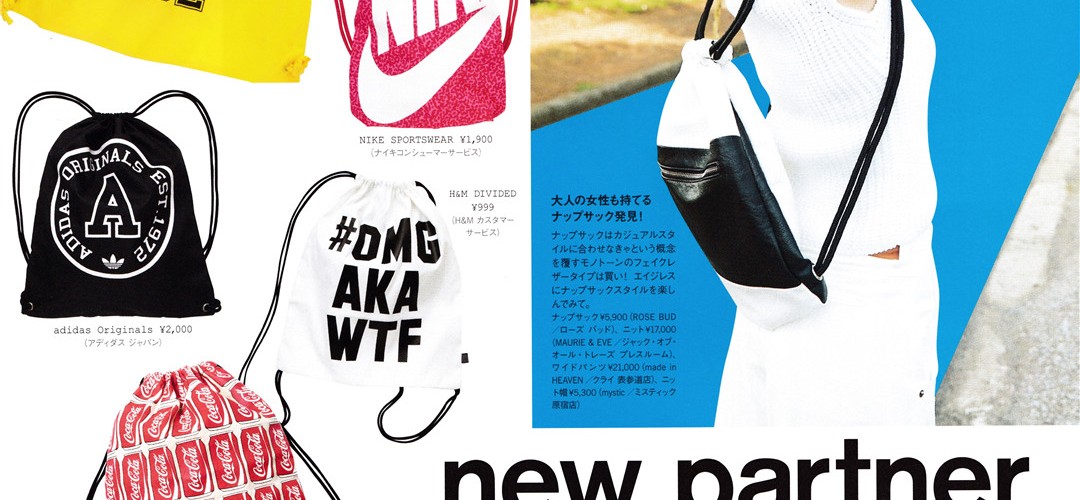 NIKE
NIKE SPORTSWEAR ¥1,900
(ナイキコンシューマーサービス)
ADIDAS ORIGINALS EST.1972
A
adidas Originals ¥2,000
(アディダス ジャパン)
H&M DIVIDED
¥999
(H&M カスタマー
サービス)
#OMG
AKA
WTF
Coca-Cola
Coca-Cola
Coca-Cola
Coca-Cola
Coca-Cola
大人の女性も持てる
ナップサック発見!
ナップサックはカジュアルスタ
イルに合わせなきゃという概念
を覆すモノトーンのフェイクレ
ザータイプは買い! エイジレス
にナップサックスタイルを楽し
んでみて。
ナップサック¥5,900(ROSE BUD
/ローズ バッド)、ニット¥17,000
(MAURIE & EVE/ジャック・オブ・
オール・トレーズ プレスルーム)、
ワイドパンツ¥21,000(made in
HEAVEN/クライ 表参道店)、ニッ
ト帽¥5,300(mystic/ミスティック
原宿店)
new partner